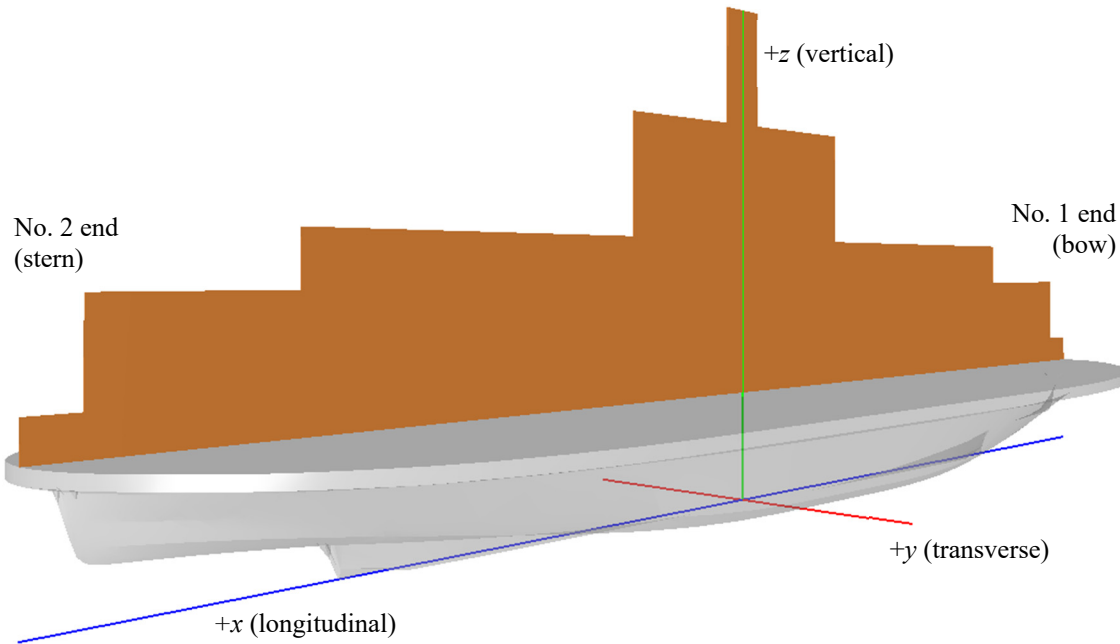 +z (vertical)
No. 2 end
(stern)
No. 1 end
(bow)
+y (transverse)
+x (longitudinal)